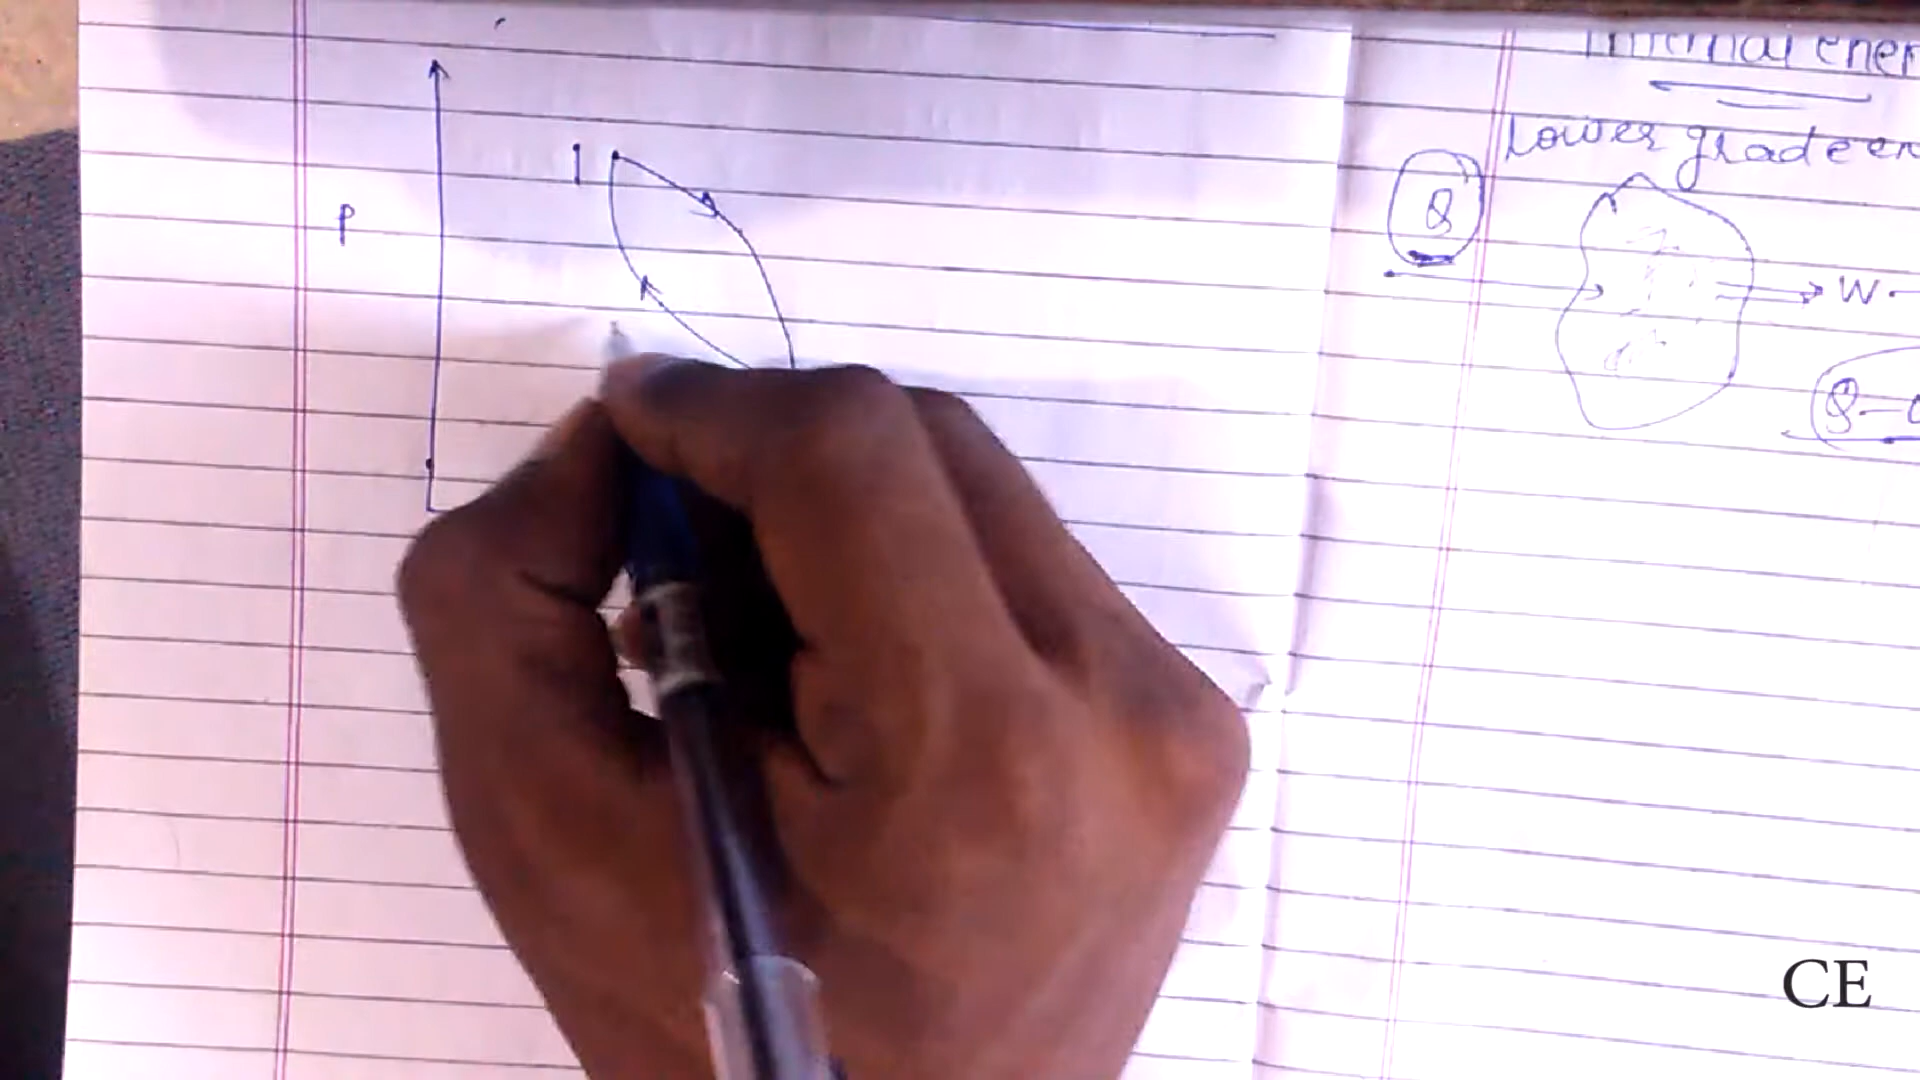 1
P
Internal ener
lower grade en
Q
W
Q-
CE